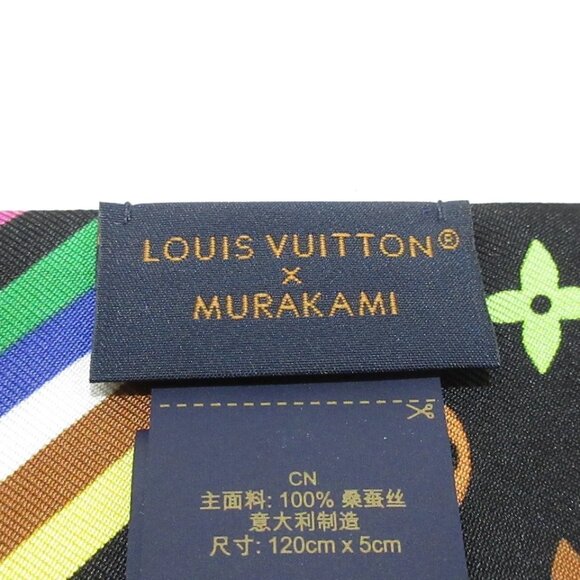 LOUIS VUITTON®
×
MURAKAMI
CN
主面料: 100% 桑蚕丝
意大利制造
尺寸: 120cm x 5cm